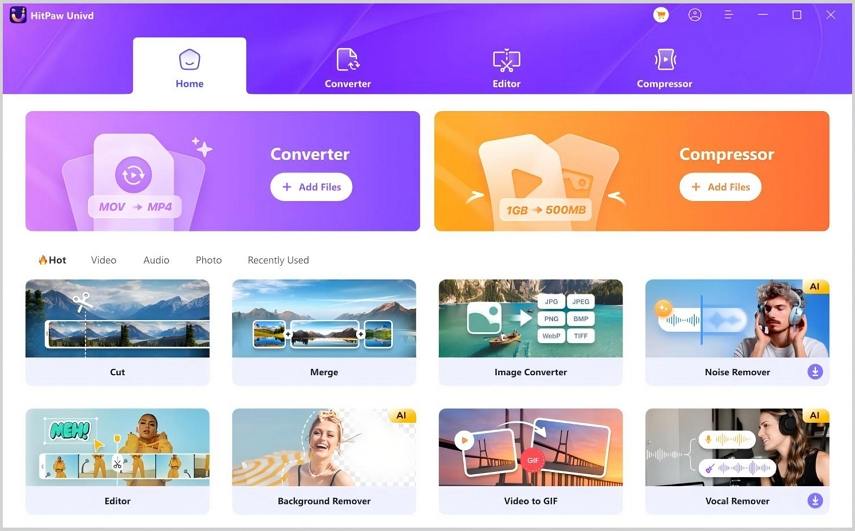 HitPaw Univd
Home
Converter
Editor
Compressor
Converter
+ Add Files
MOV → MP4
Compressor
+ Add Files
1GB → 500MB
Hot
Video
Audio
Photo
Recently Used
Cut
Merge
JPG JPEG
PNG BMP
WebP TIFF
Image Converter
AI
Noise Remover
MEH!
Editor
AI
Background Remover
GIF
Video to GIF
AI
Vocal Remover